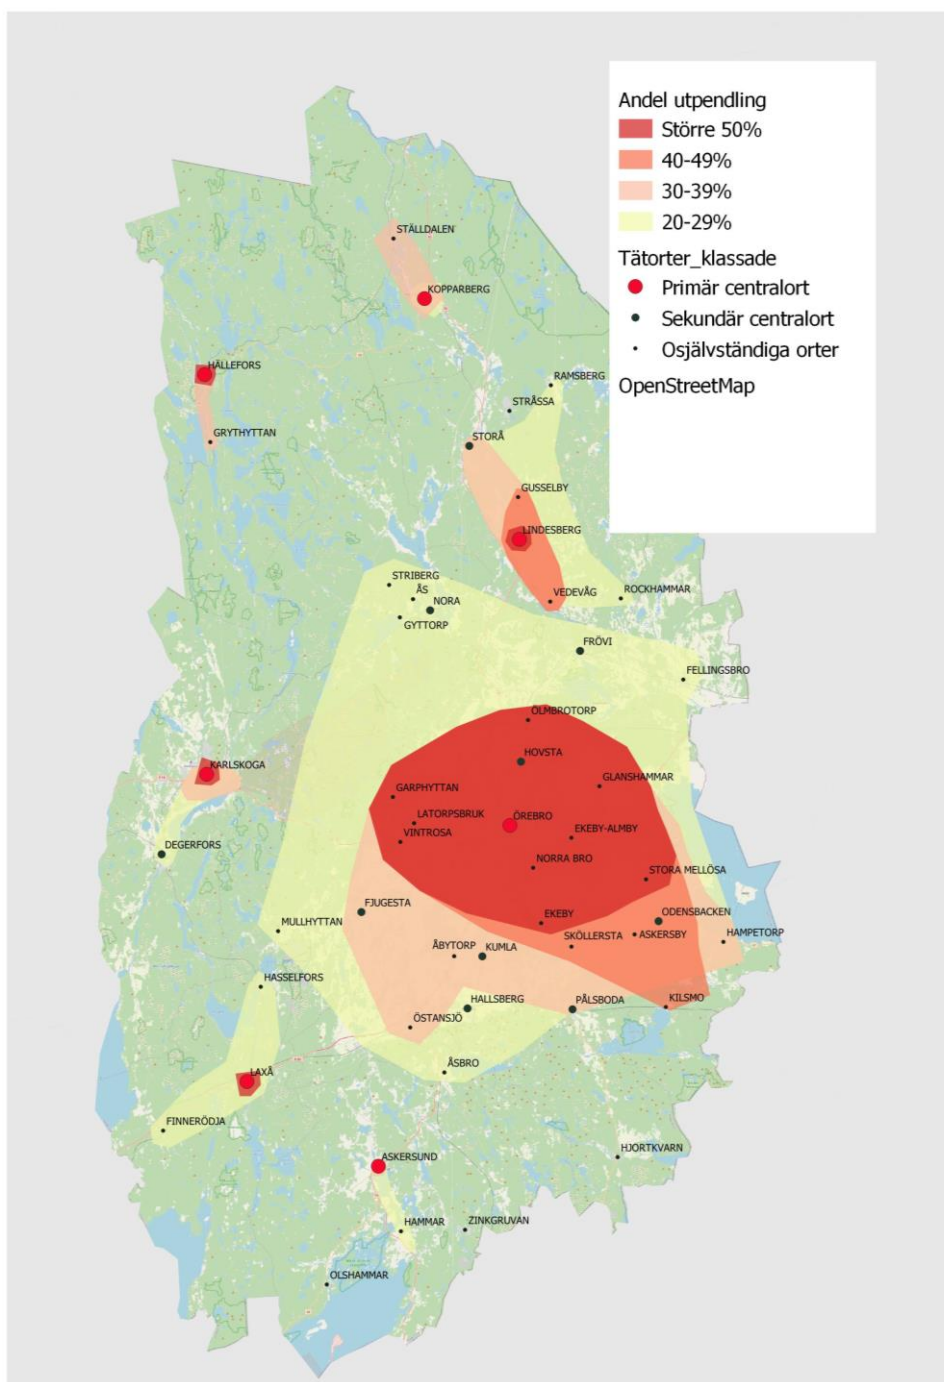 Andel utpendling
Större 50%
40-49%
30-39%
20-29%
Tätorter_klassade
Primär centralort
Sekundär centralort
Osjälvständiga orter
OpenStreetMap
STÄLLDALEN
KOPPARBERG
HÄLLEFORS
RAMSBERG
STRÅSSA
GRYTHYTTAN
STORÅ
GUSSELBY
LINDESBERG
STRIBERG
ÅS
NORA
VEDEVÅG
ROCKHAMMAR
GYTTORP
FRÖVI
FELLINGSBRO
ÖLMBROTORP
HOVSTA
KARLSKOGA
GLANSHAMMAR
GARPHYTTAN
LATORPSBRUK
ÖREBRO
VINTROSA
EKEBY-ALMBY
DEGERFORS
NORRA BRO
STORA MELLÖSA
FJUGESTA
EKEBY
ODENSBACKEN
MULLHYTTAN
SKÖLLERSTA
ASKERSBY
HAMPETORP
ÅBYTORP
KUMLA
HASSELFORS
HALLSBERG
PÅLSBODA
KILSMO
ÖSTANSJÖ
LAXÅ
ÅSBRO
FINNERÖDJA
ASKERSUND
HJORTKVARN
HAMMAR
ZINKGRUVAN
OLSHAMMAR